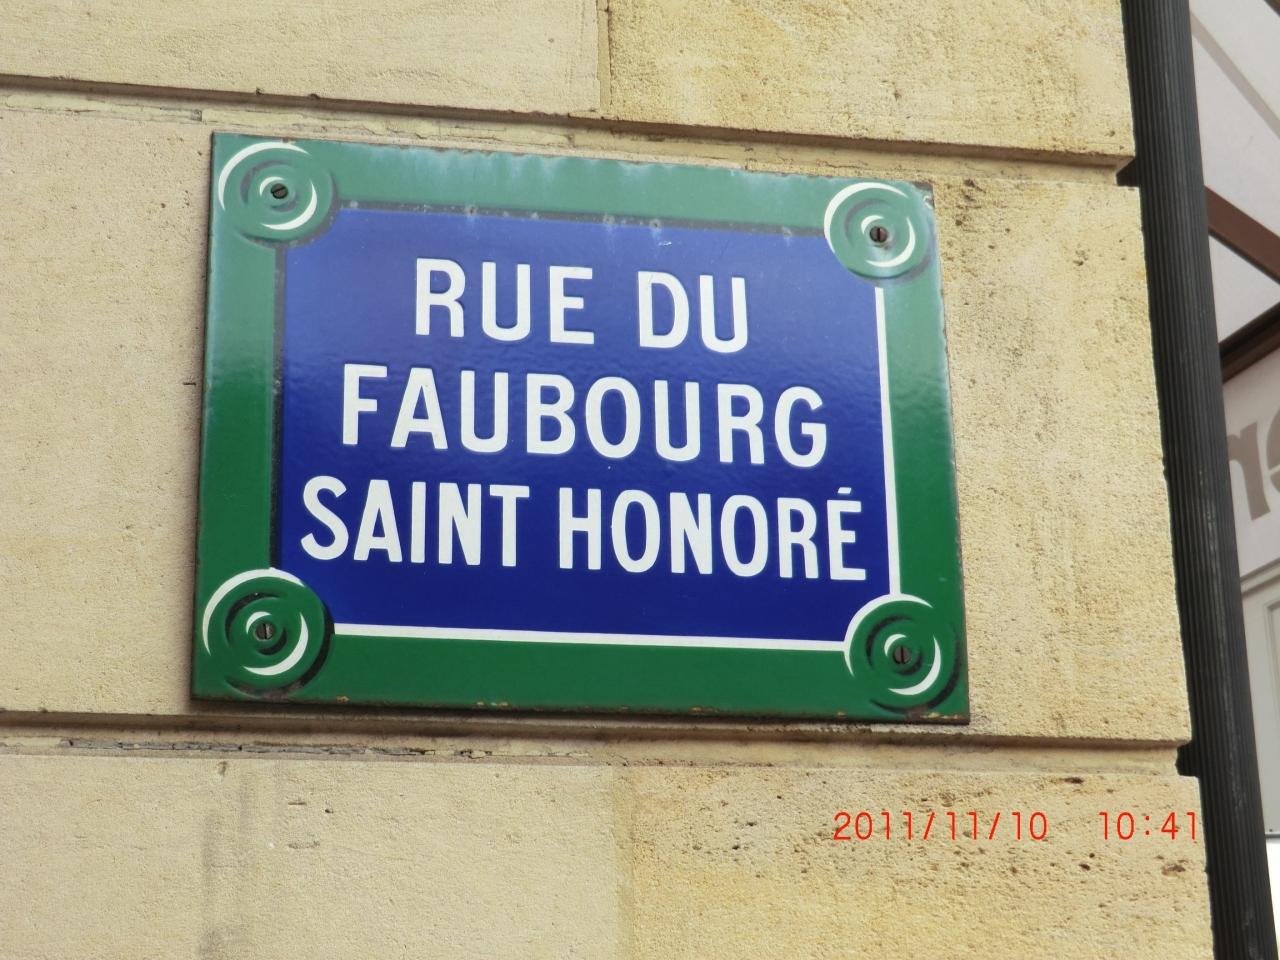 RUE DU
FAUBOURG
SAINT HONORÉ
2011/11/10 10:41